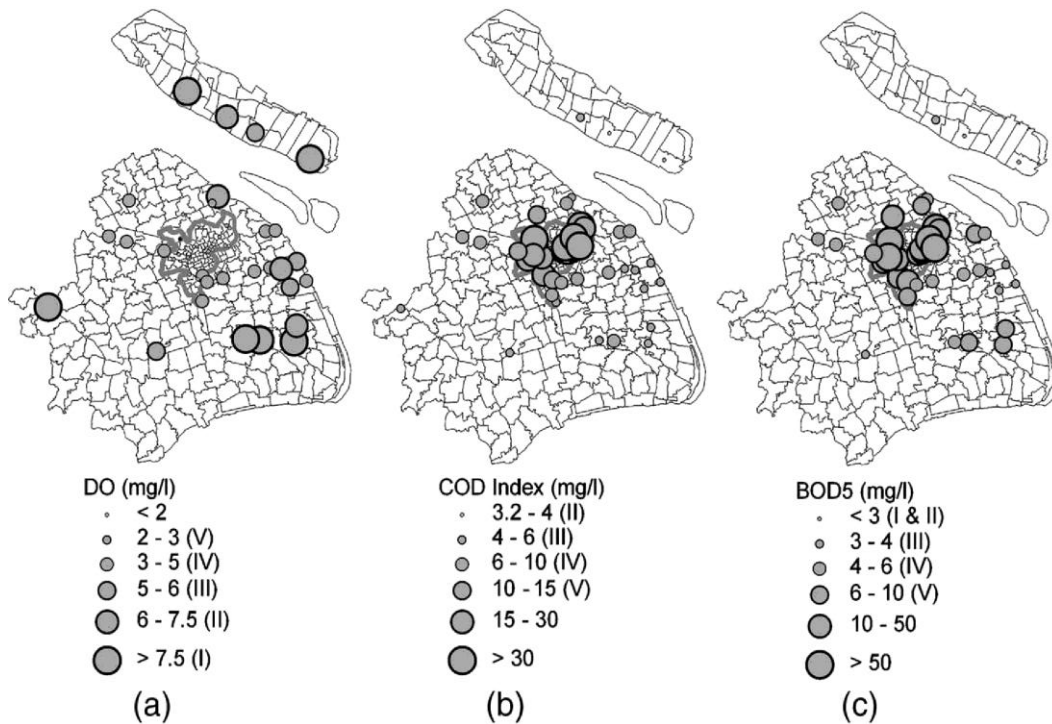 DO (mg/l)
< 2
2 - 3 (V)
3 - 5 (IV)
5 - 6 (III)
6 - 7.5 (II)
> 7.5 (I)
(a)
COD Index (mg/l)
3.2 - 4 (II)
4 - 6 (III)
6 - 10 (IV)
10 - 15 (V)
15 - 30
> 30
(b)
BOD5 (mg/l)
< 3 (I & II)
3 - 4 (III)
4 - 6 (IV)
6 - 10 (V)
10 - 50
> 50
(c)